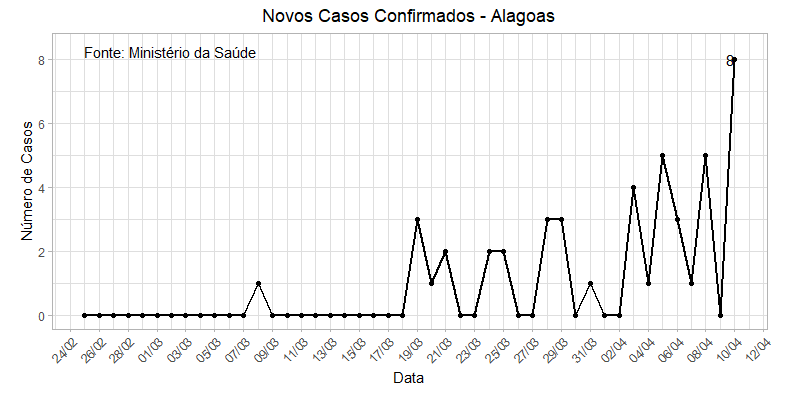 Novos Casos Confirmados - Alagoas
Fonte: Ministério da Saúde
8
8
6
4
2
0
Número de Casos
24/02 26/02 28/02 01/03 03/03 05/03 07/03 09/03 11/03 13/03 15/03 17/03 19/03 21/03 23/03 25/03 27/03 29/03 31/03 02/04 04/04 06/04 08/04 10/04 12/04
Data